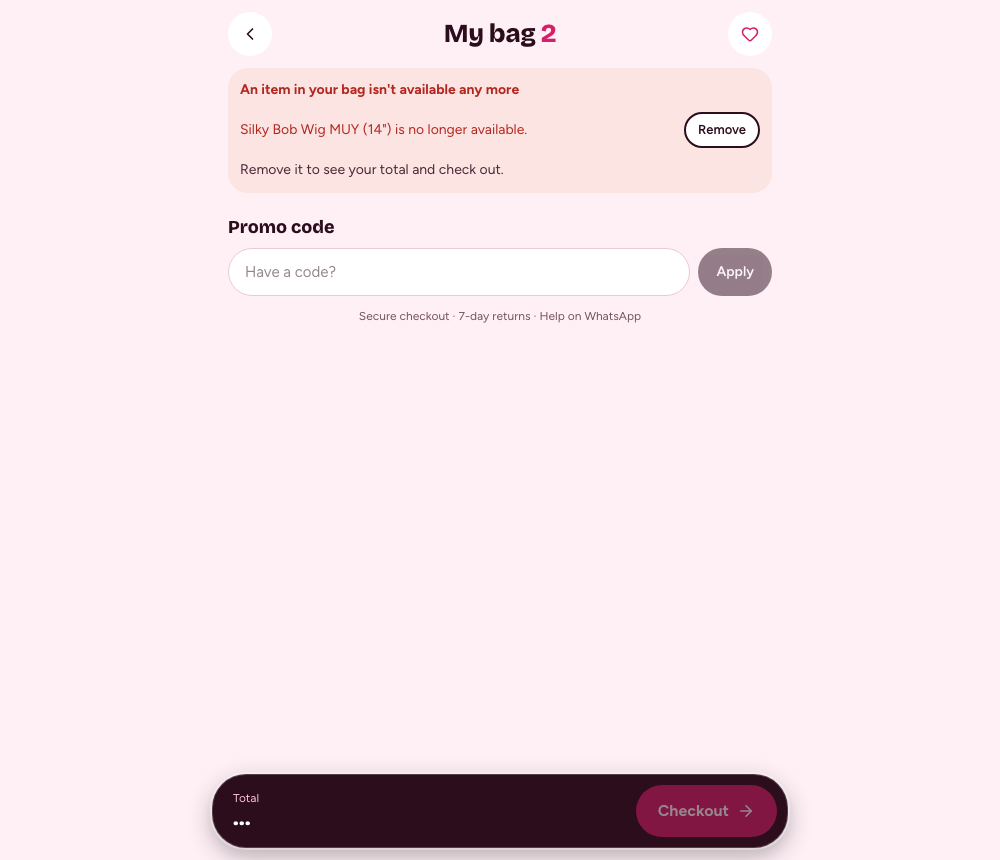 My bag 2
An item in your bag isn't available any more
Silky Bob Wig MUY (14") is no longer available.
Remove
Remove it to see your total and check out.
Promo code
Have a code?
Apply
Secure checkout · 7-day returns · Help on WhatsApp
Total
•••
Checkout →